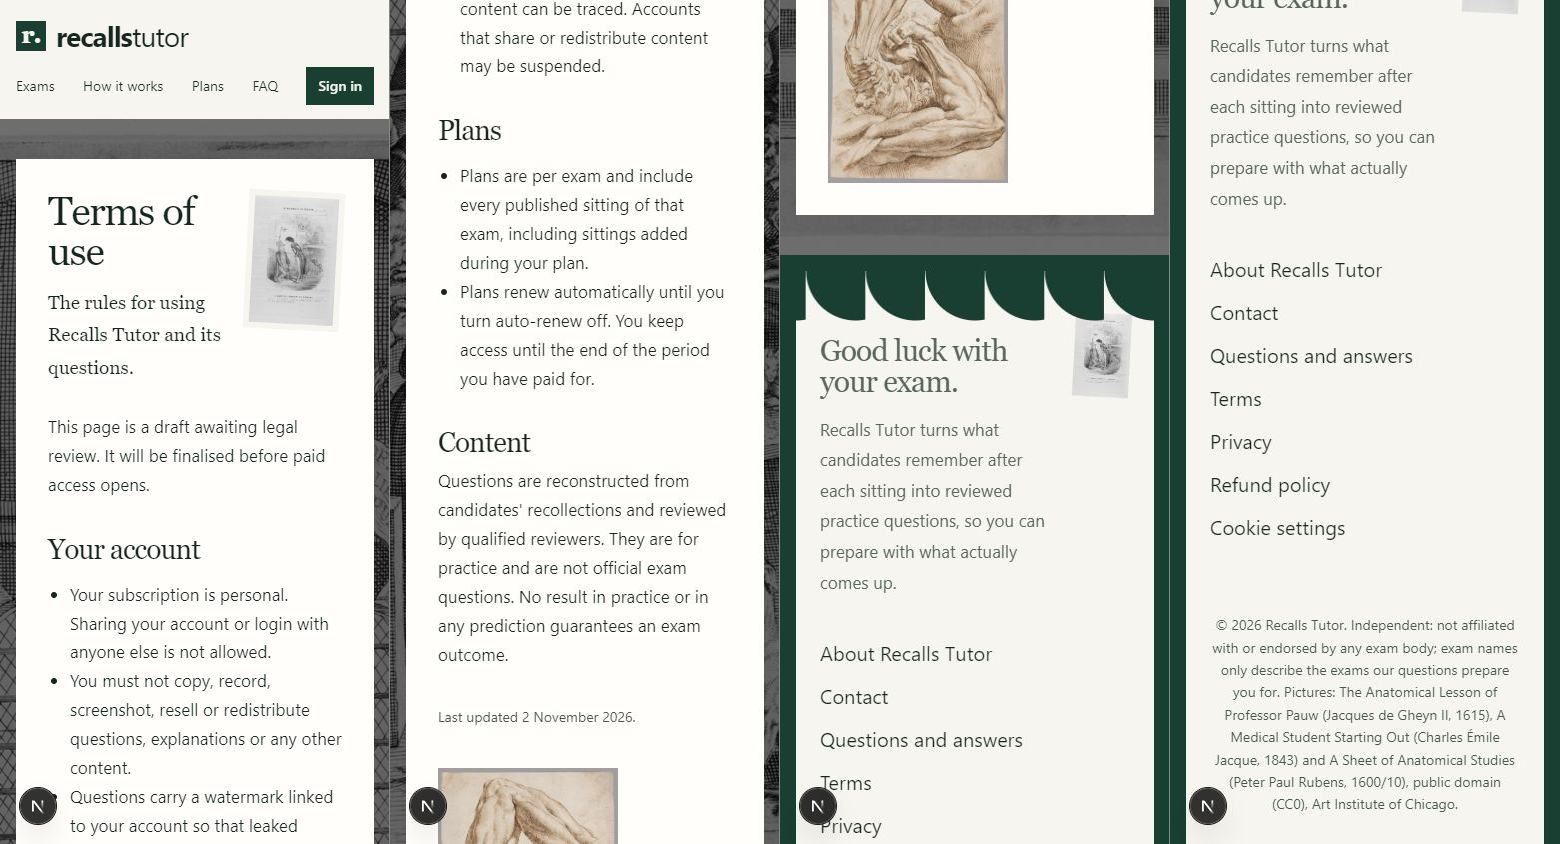 r. recallstutor
Exams How it works Plans FAQ Sign in
Terms of
use
The rules for using
Recalls Tutor and its
questions.
This page is a draft awaiting legal
review. It will be finalised before paid
access opens.
Your account
• Your subscription is personal.
Sharing your account or login with
anyone else is not allowed.
• You must not copy, record,
screenshot, resell or redistribute
questions, explanations or any other
content.
Questions carry a watermark linked
to your account so that leaked
N
content can be traced. Accounts
that share or redistribute content
may be suspended.
Plans
• Plans are per exam and include
every published sitting of that
exam, including sittings added
during your plan.
• Plans renew automatically until you
turn auto-renew off. You keep
access until the end of the period
you have paid for.
Content
Questions are reconstructed from
candidates' recollections and reviewed
by qualified reviewers. They are for
practice and are not official exam
questions. No result in practice or in
any prediction guarantees an exam
outcome.
Last updated 2 November 2026.
N
Good luck with
your exam.
Recalls Tutor turns what
candidates remember after
each sitting into reviewed
practice questions, so you can
prepare with what actually
comes up.
About Recalls Tutor
Contact
Questions and answers
Terms
Privacy
N
your exam.
Recalls Tutor turns what
candidates remember after
each sitting into reviewed
practice questions, so you can
prepare with what actually
comes up.
About Recalls Tutor
Contact
Questions and answers
Terms
Privacy
Refund policy
Cookie settings
© 2026 Recalls Tutor. Independent: not affiliated
with or endorsed by any exam body; exam names
only describe the exams our questions prepare
you for. Pictures: The Anatomical Lesson of
Professor Pauw (Jacques de Gheyn II, 1615), A
Medical Student Starting Out (Charles Émile
Jacque, 1843) and A Sheet of Anatomical Studies
(Peter Paul Rubens, 1600/10), public domain
(CC0), Art Institute of Chicago.
N